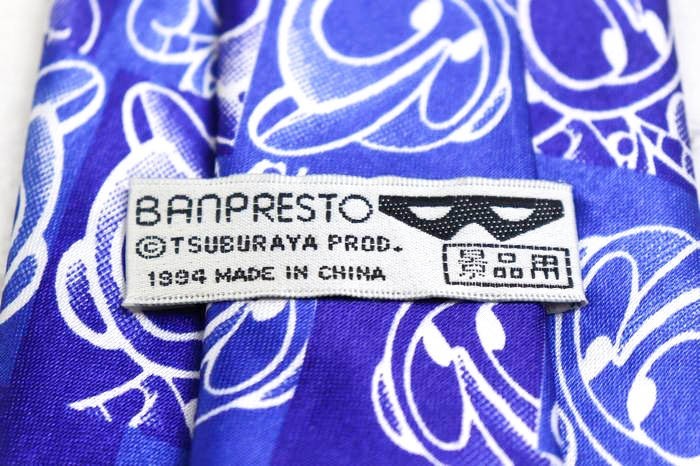 BANPRESTO
©TSUBURAYA PROD.
1994 MADE IN CHINA
景品用